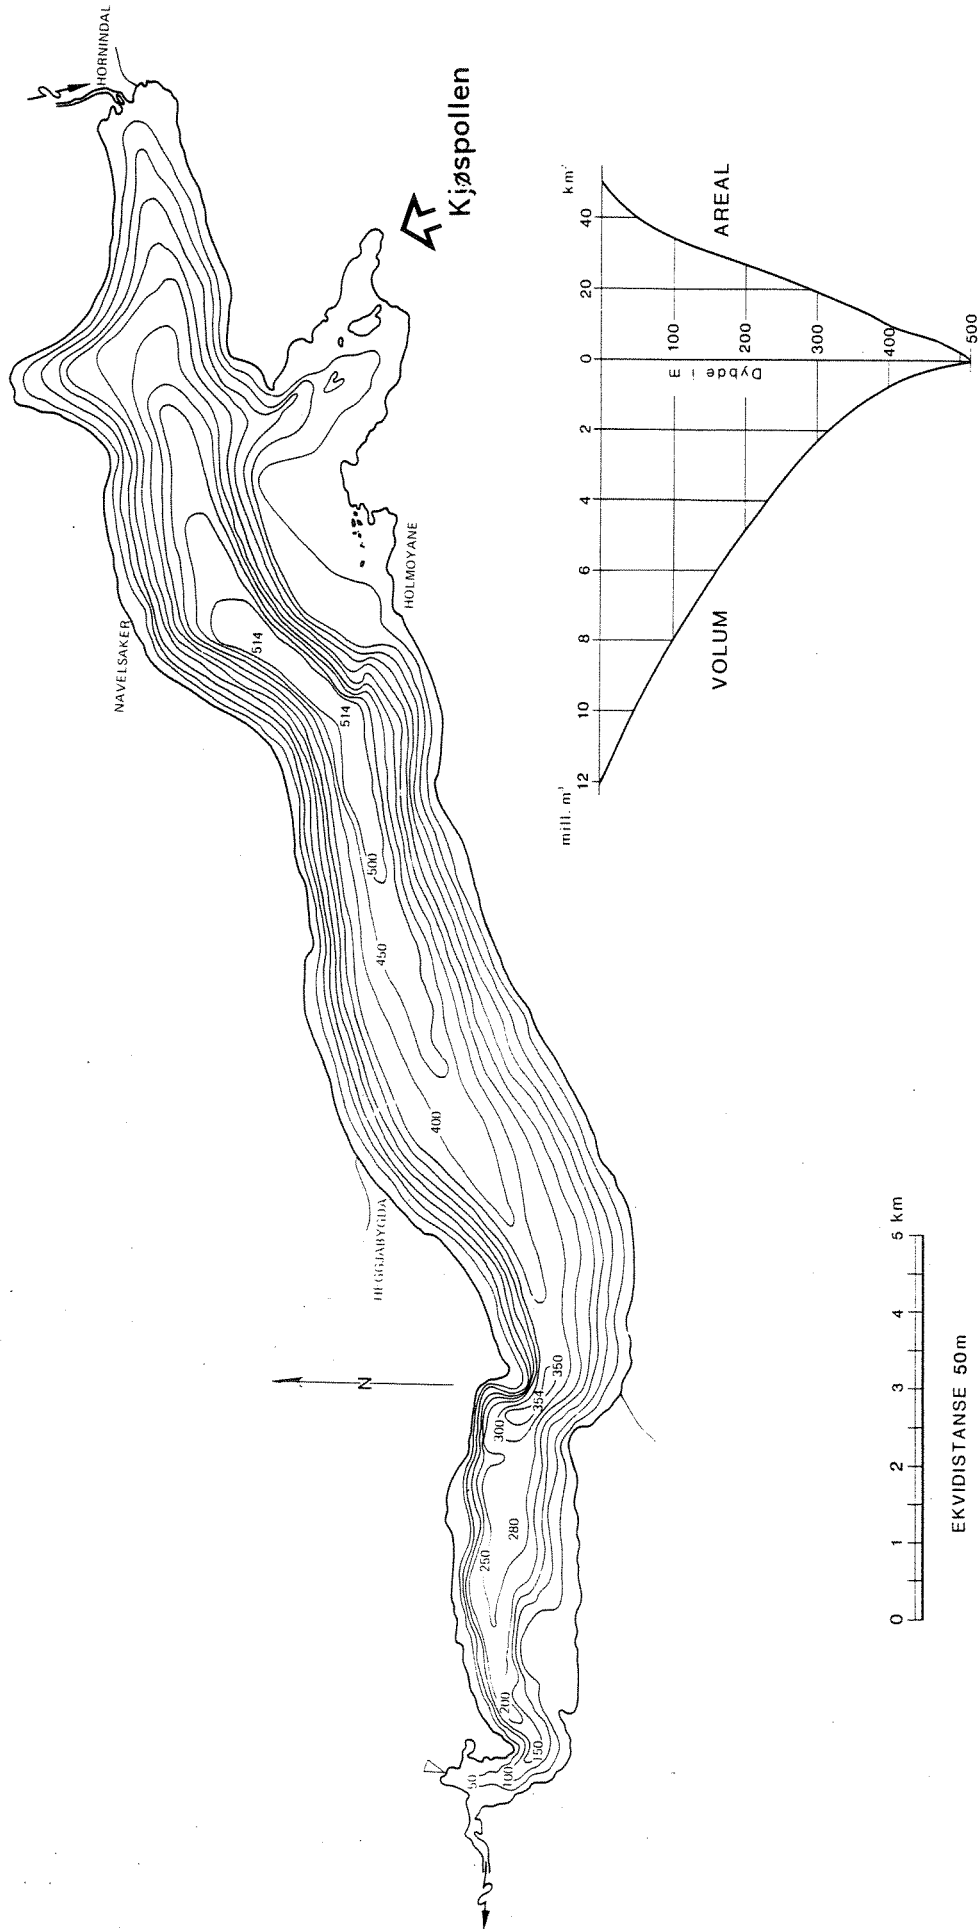 HORNINDAL
Kjøspollen
NAVELSAKER
HOLMOYANE
514
514
500
450
400
HEGGJABYGDA
N
350
354
300
280
250
200
150
100
50
km²
AREAL
40
20
0
2
4
6
8
10
12
mill. m³
VOLUM
Dybde i m
100
200
300
400
500
0 1 2 3 4 5 km
EKVIDISTANSE 50m